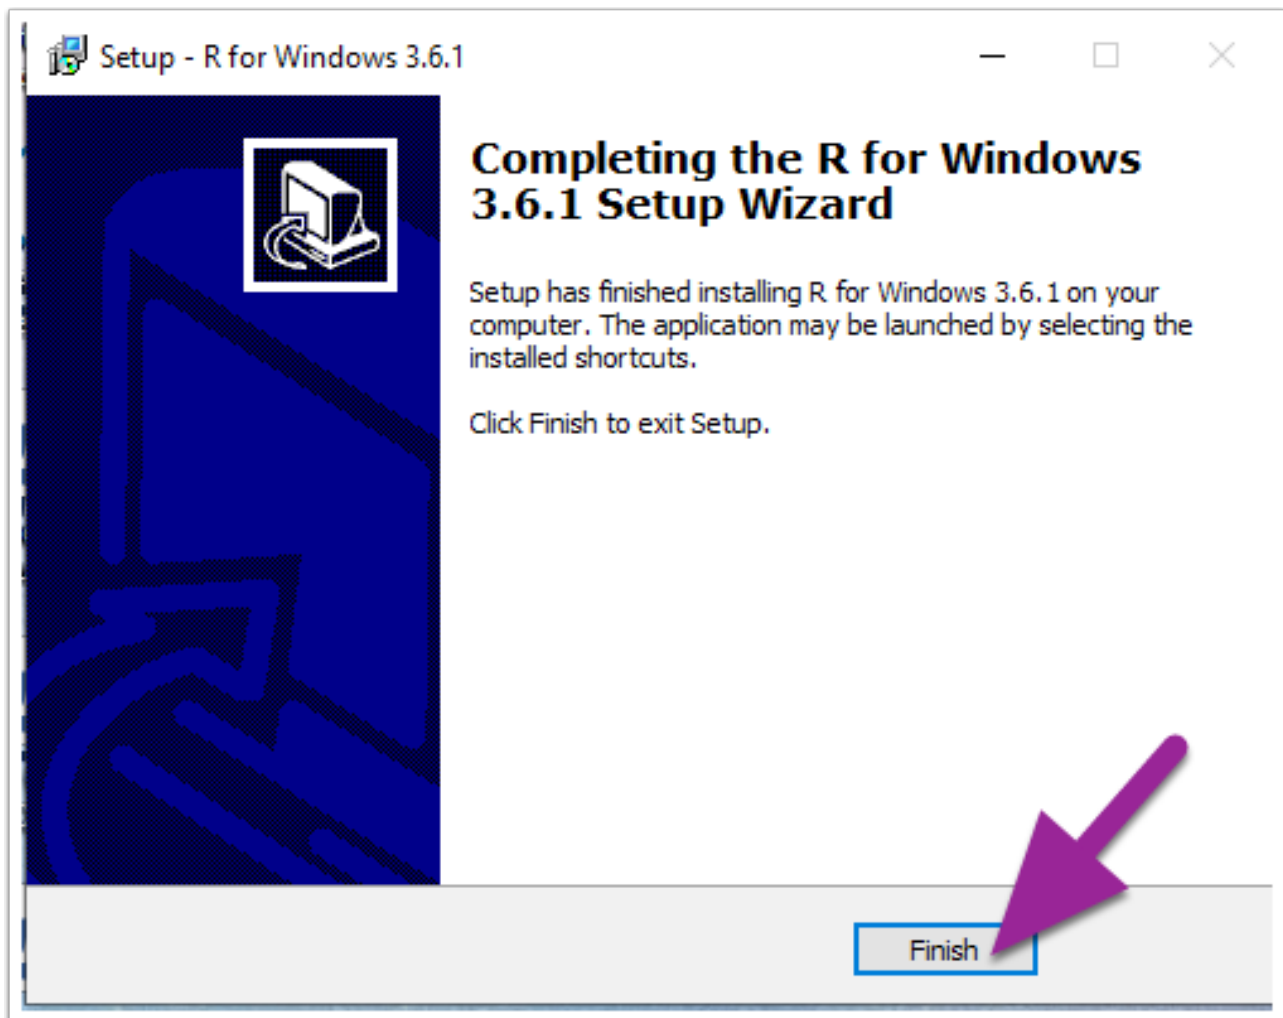 Setup - R for Windows 3.6.1
Completing the R for Windows
3.6.1 Setup Wizard
Setup has finished installing R for Windows 3.6.1 on your
computer. The application may be launched by selecting the
installed shortcuts.
Click Finish to exit Setup.
Finish